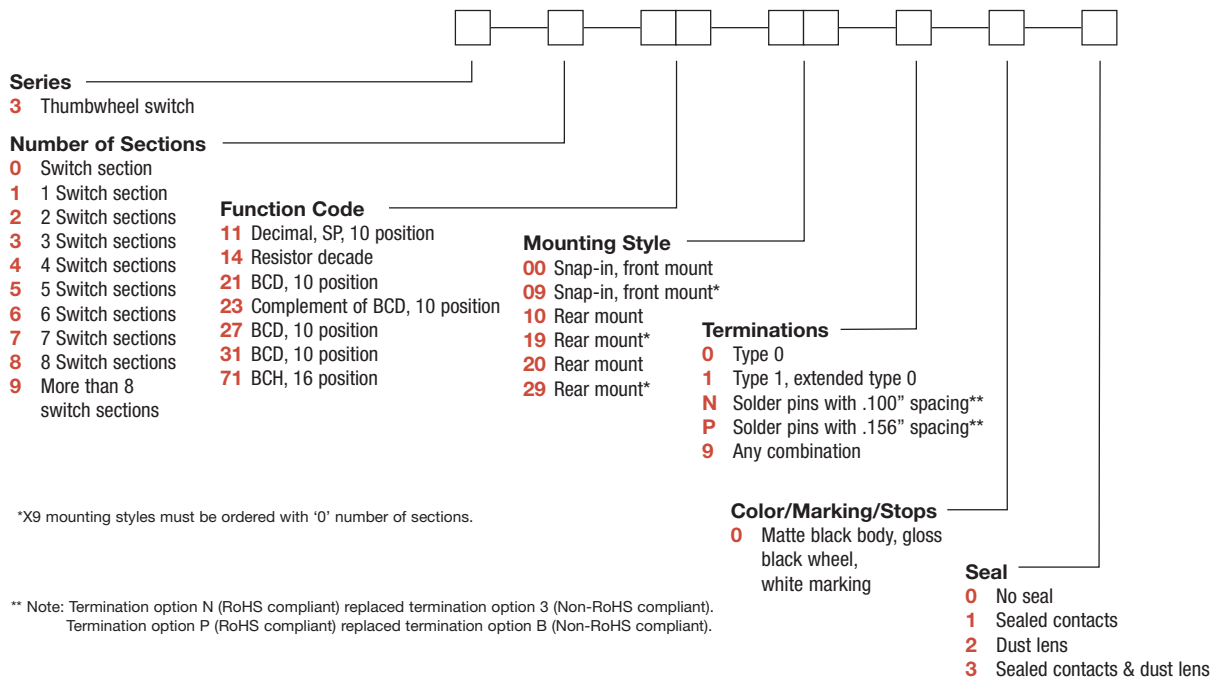 Series
3 Thumbwheel switch
Number of Sections
0 Switch section
1 1 Switch section
2 2 Switch sections
3 3 Switch sections
4 4 Switch sections
5 5 Switch sections
6 6 Switch sections
7 7 Switch sections
8 8 Switch sections
9 More than 8
switch sections
Function Code
11 Decimal, SP, 10 position
14 Resistor decade
21 BCD, 10 position
23 Complement of BCD, 10 position
27 BCD, 10 position
31 BCD, 10 position
71 BCH, 16 position
Mounting Style
00 Snap-in, front mount
09 Snap-in, front mount*
10 Rear mount
19 Rear mount*
20 Rear mount
29 Rear mount*
Terminations
0 Type 0
1 Type 1, extended type 0
N Solder pins with .100” spacing**
P Solder pins with .156” spacing**
9 Any combination
Color/Marking/Stops
0 Matte black body, gloss
black wheel,
white marking
Seal
0 No seal
1 Sealed contacts
2 Dust lens
3 Sealed contacts & dust lens
*X9 mounting styles must be ordered with ‘0’ number of sections.
** Note: Termination option N (RoHS compliant) replaced termination option 3 (Non-RoHS compliant).
Termination option P (RoHS compliant) replaced termination option B (Non-RoHS compliant).